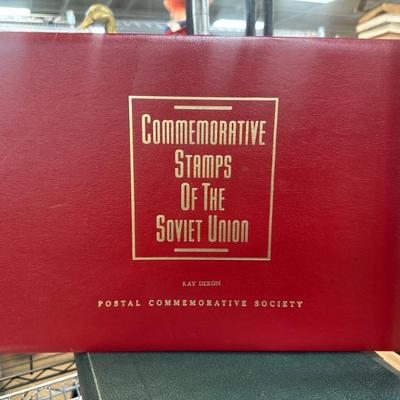 COMMEMORATIVE
STAMPS
OF THE
SOVIET UNION
RAY DIXON
POSTAL COMMEMORATIVE SOCIETY